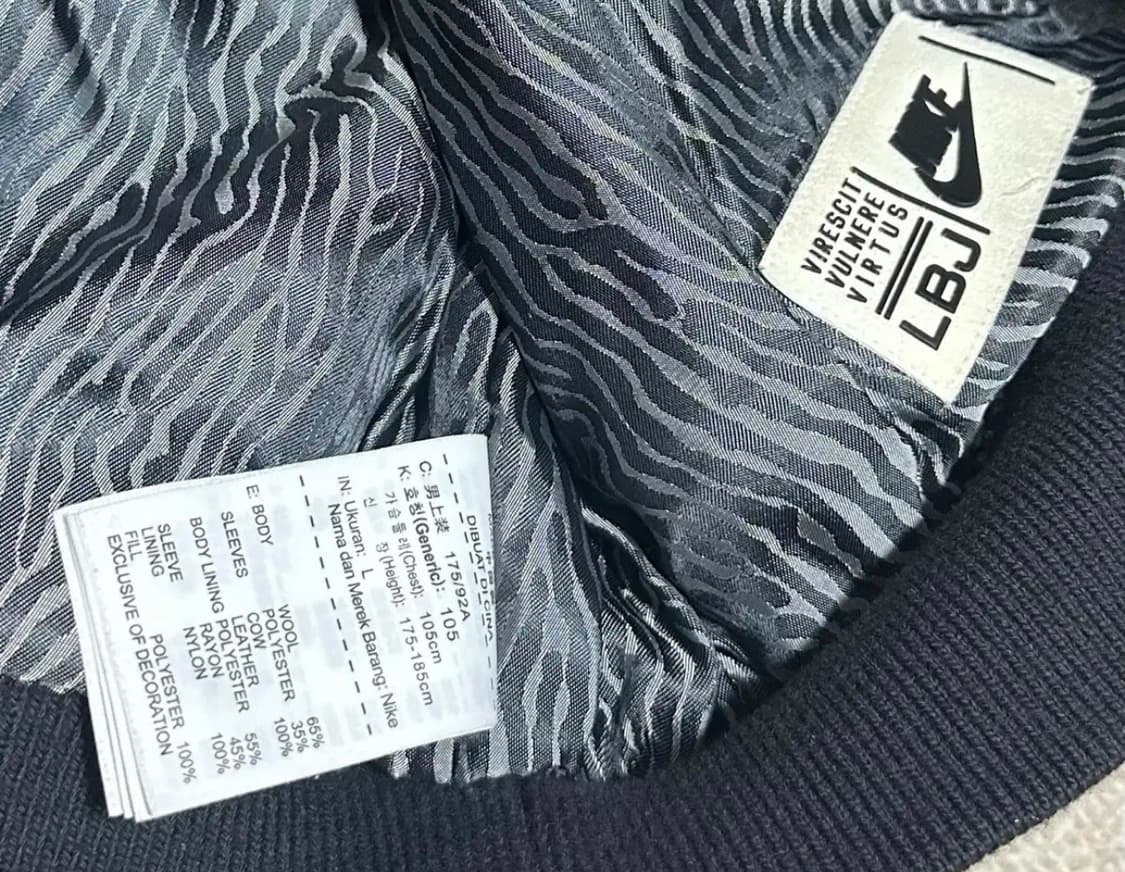 NIKE
VIRESCIT
VULNERE
VIRTUS
LBJ
DIBUAT DI CINA
C: 男上装 175/92A
K: 호칭(Generic): 105
가슴둘레(Chest): 105cm
신 장(Height): 175-185cm
IN: Ukuran: L
Nama dan Merek Barang: Nike
E: BODY WOOL 65%
POLYESTER 35%
SLEEVES COW 100%
LEATHER
BODY LINING POLYESTER 55%
RAYON 45%
SLEEVE NYLON 100%
LINING
FILL POLYESTER 100%
EXCLUSIVE OF DECORATION